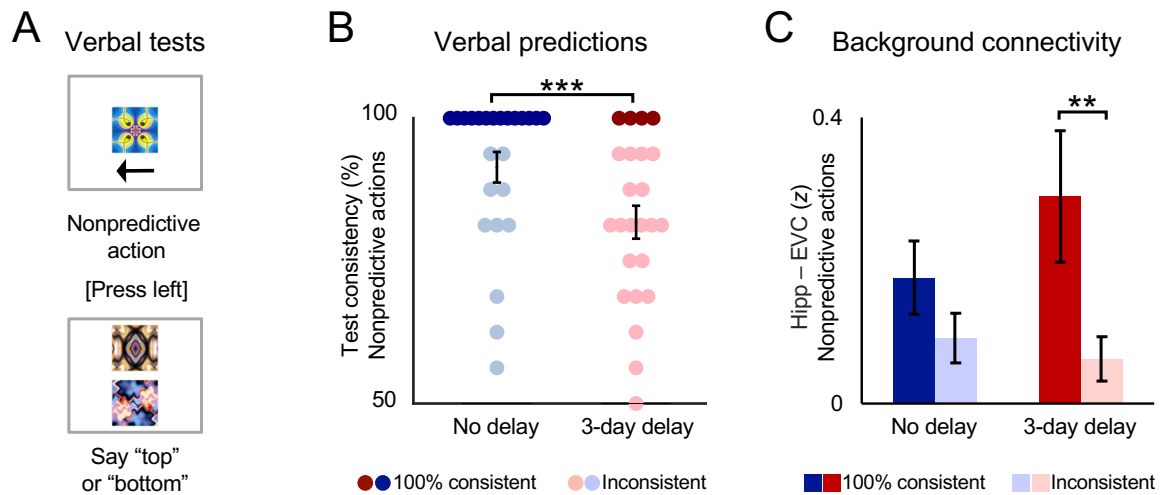 A
Verbal tests
Nonpredictive
action
[Press left]
Say “top”
or “bottom”
B
Verbal predictions
***
100
50
Test consistency (%)
Nonpredictive actions
No delay
3-day delay
100% consistent
Inconsistent
C
Background connectivity
**
0.4
0
Hipp – EVC (z)
Nonpredictive actions
No delay
3-day delay
100% consistent
Inconsistent